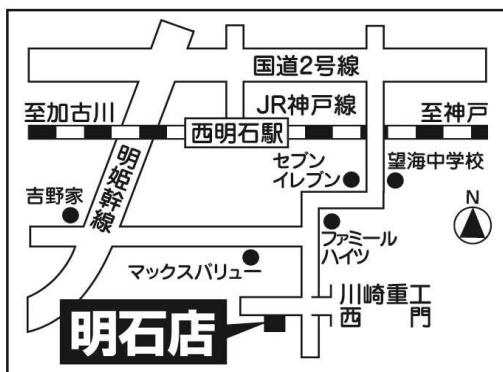 国道2号線
至加古川
JR神戸線
至神戸
西明石駅
明姫幹線
セブン
イレブン
望海中学校
吉野家
N
ファミール
ハイツ
マックスバリュー
川崎重工
西門
明石店